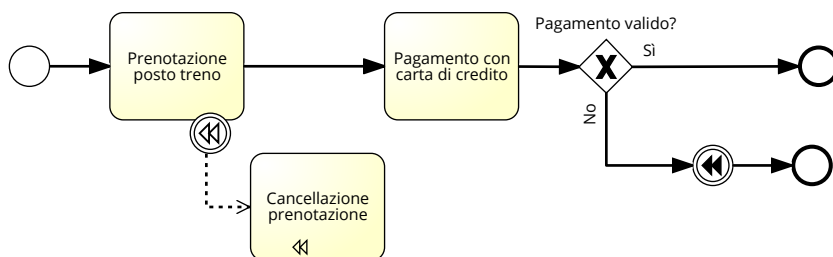 Pagamento valido?
Prenotazione
posto treno
Pagamento con
carta di credito
Sì
No
Cancellazione
prenotazione